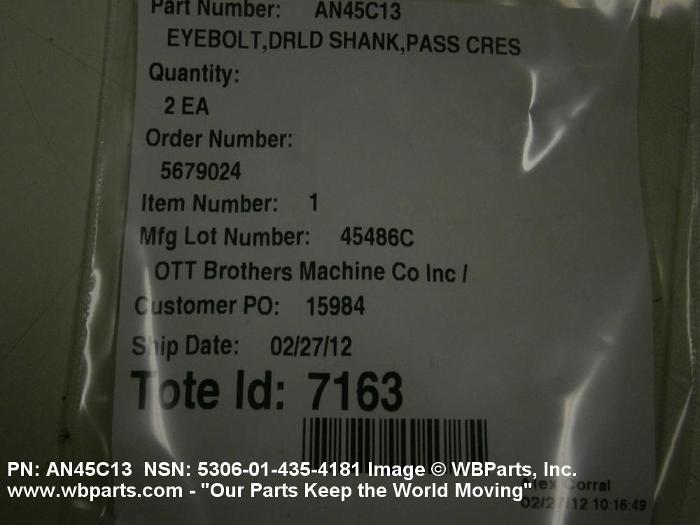 Part Number: AN45C13
EYEBOLT,DRLD SHANK,PASS CRES
Quantity:
2 EA
Order Number:
5679024
Item Number: 1
Mfg Lot Number: 45486C
OTT Brothers Machine Co Inc /
Customer PO: 15984
Ship Date: 02/27/12
Tote Id: 7163
PN: AN45C13 NSN: 5306-01-435-4181 Image © WBParts, Inc.
Corral
www.wbparts.com - "Our Parts Keep the World Moving"
02/27/12 10:16:49